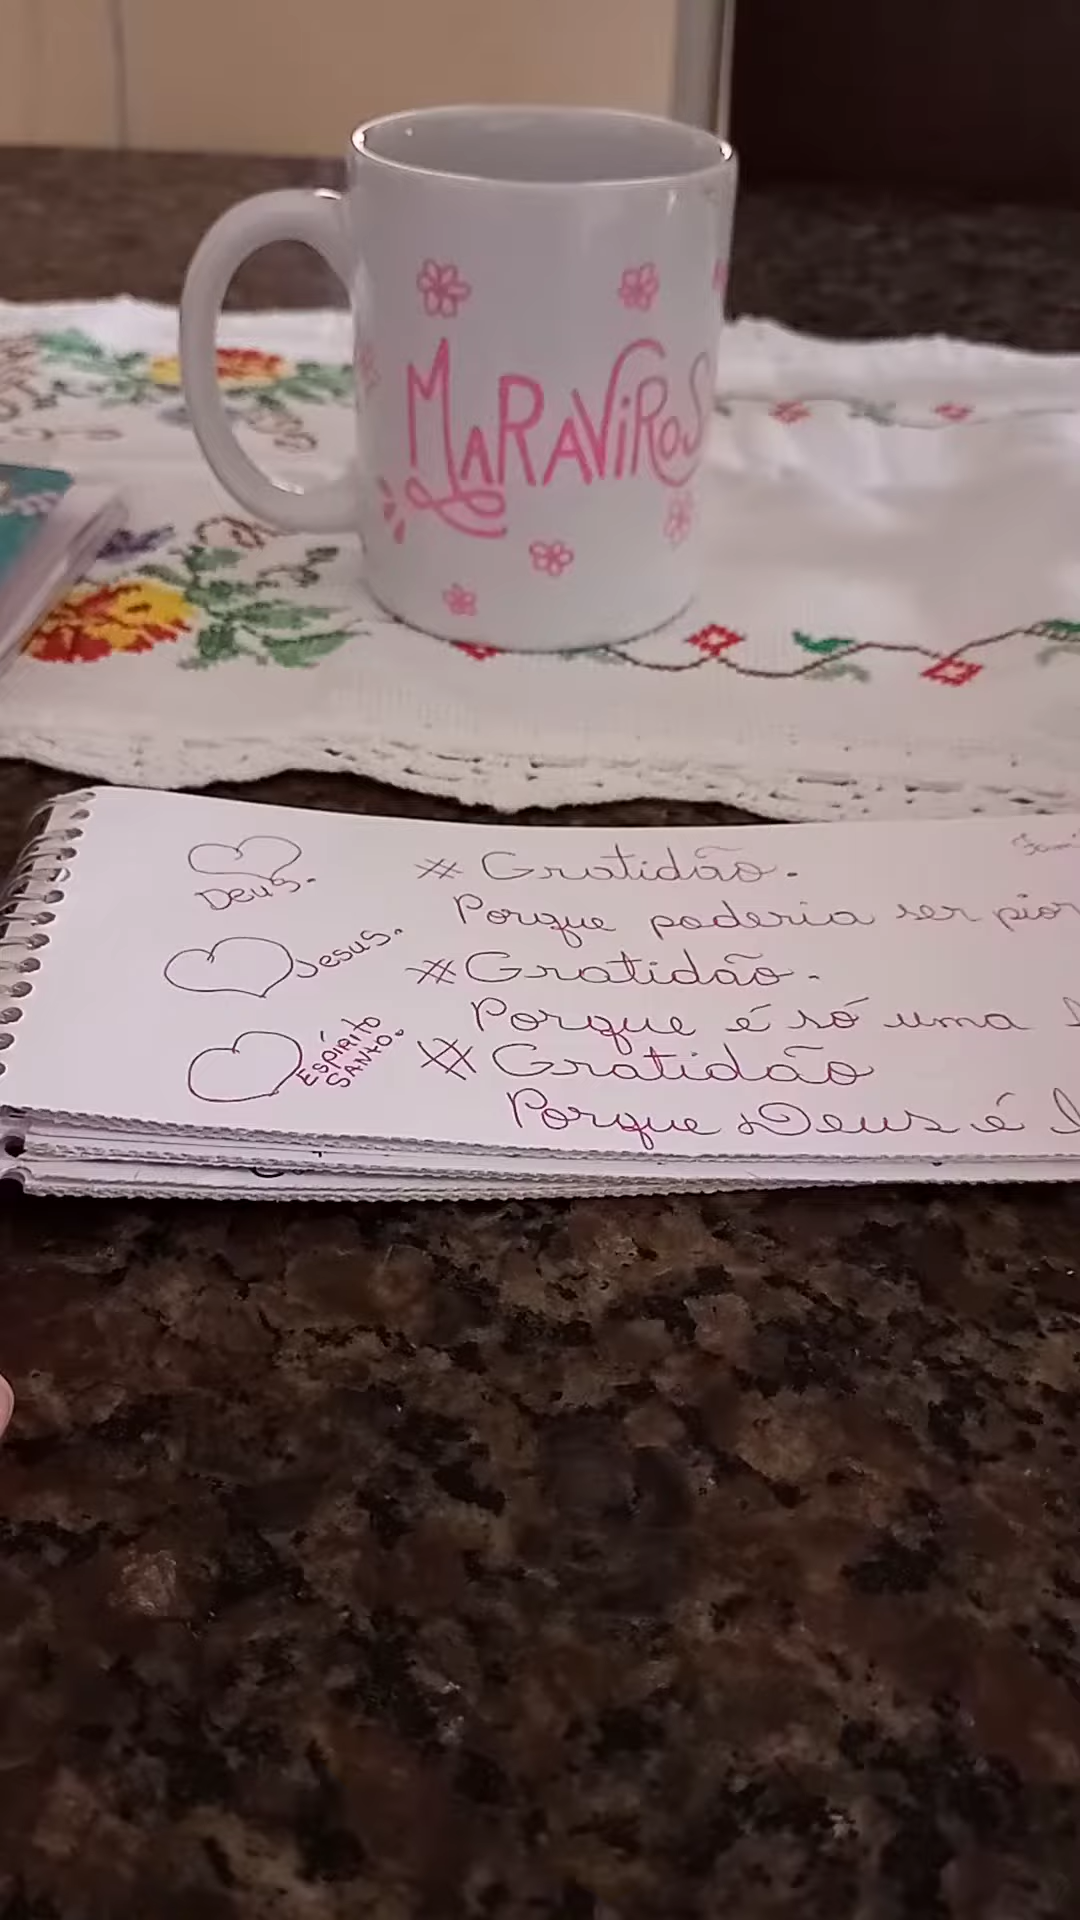 MARAVIROS
Deus.
Jesus.
ESPÍRITO
SANTO.
# Gratidão.
Porque poderia ser pior
# Gratidão.
Porque é só uma
# Gratidão
Porque Deus é